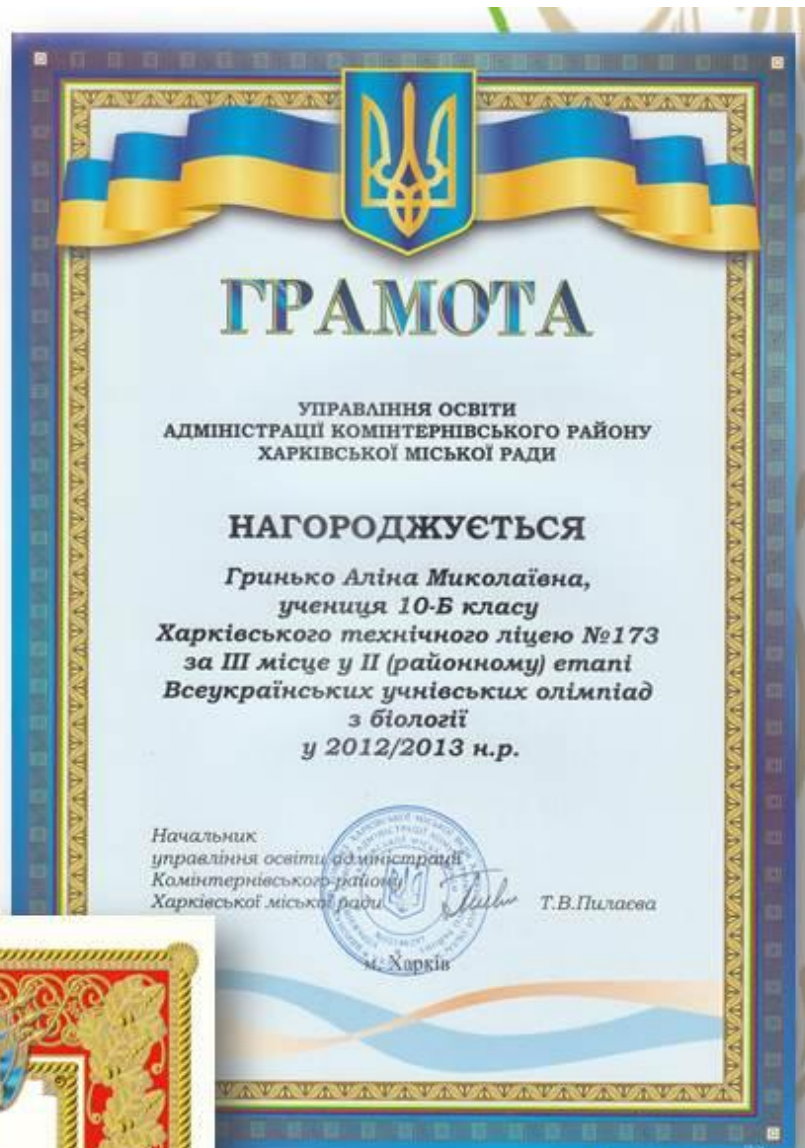 ГРАМОТА
УПРАВЛІННЯ ОСВІТИ
АДМІНІСТРАЦІЇ КОМІНТЕРНІВСЬКОГО РАЙОНУ
ХАРКІВСЬКОЇ МІСЬКОЇ РАДИ
НАГОРОДЖУЄТЬСЯ
Гринько Аліна Миколаївна,
учениця 10-Б класу
Харківського технічного ліцею №173
за III місце у II (районному) етапі
Всеукраїнських учнівських олімпіад
з біології
у 2012/2013 н.р.
Начальник
управління освіти адміністрації
Комінтернівського району
Харківської міської ради Т.В.Пилаєва
м. Харків